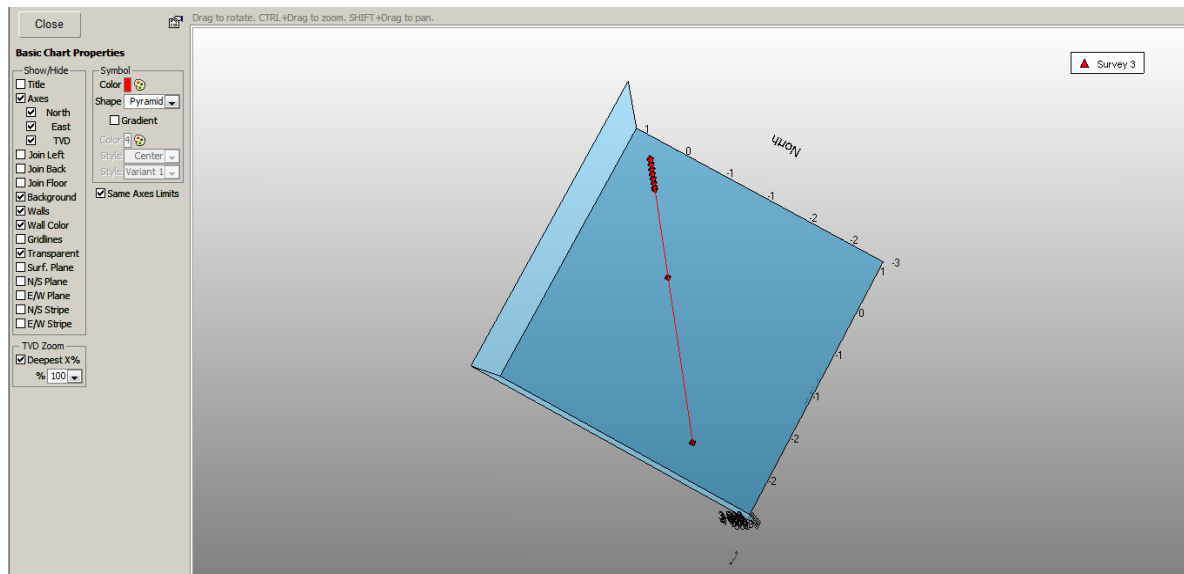 Close
Drag to rotate. CTRL+Drag to zoom. SHIFT+Drag to pan.
Basic Chart Properties
Show/Hide
Title
Axes
North
East
TVD
Join Left
Join Back
Join Floor
Background
Walls
Wall Color
Gridlines
Transparent
Surf. Plane
N/S Plane
E/W Plane
N/S Stripe
E/W Stripe
Symbol
Color
Shape Pyramid
Gradient
Color 4
Style Center
Style Variant 1
Same Axes Limits
TVD Zoom
Deepest X%
% 100
Survey 3
North
1
0
-1
-1
-2
-2
-3
1
0
-1
-1
-2
-2